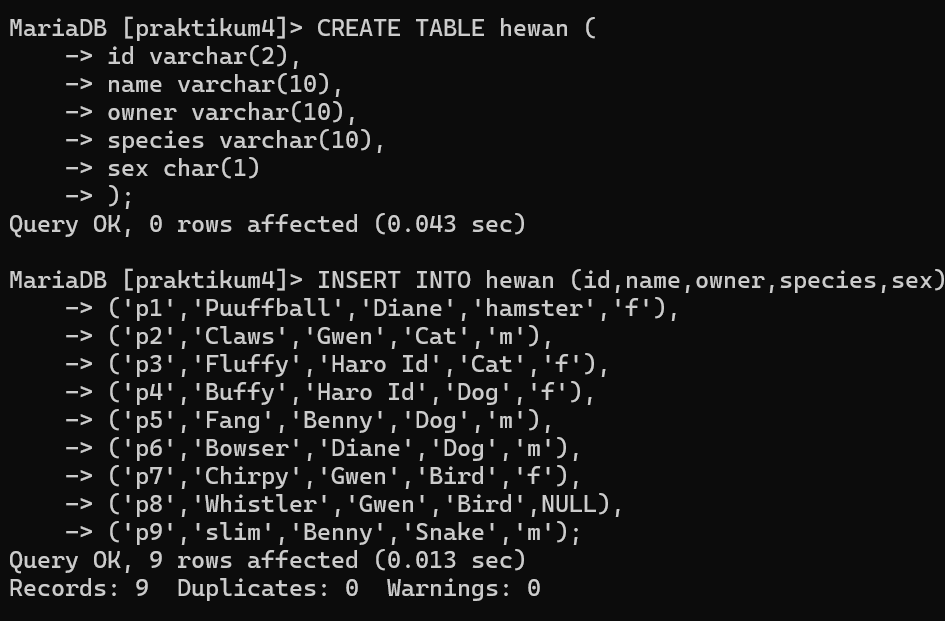 MariaDB [praktikum4]> CREATE TABLE hewan (
    -> id varchar(2),
    -> name varchar(10),
    -> owner varchar(10),
    -> species varchar(10),
    -> sex char(1)
    -> );
Query OK, 0 rows affected (0.043 sec)

MariaDB [praktikum4]> INSERT INTO hewan (id,name,owner,species,sex)
    -> ('p1','Puuffball','Diane','hamster','f'),
    -> ('p2','Claws','Gwen','Cat','m'),
    -> ('p3','Fluffy','Haro Id','Cat','f'),
    -> ('p4','Buffy','Haro Id','Dog','f'),
    -> ('p5','Fang','Benny','Dog','m'),
    -> ('p6','Bowser','Diane','Dog','m'),
    -> ('p7','Chirpy','Gwen','Bird','f'),
    -> ('p8','Whistler','Gwen','Bird',NULL),
    -> ('p9','slim','Benny','Snake','m');
Query OK, 9 rows affected (0.013 sec)
Records: 9  Duplicates: 0  Warnings: 0